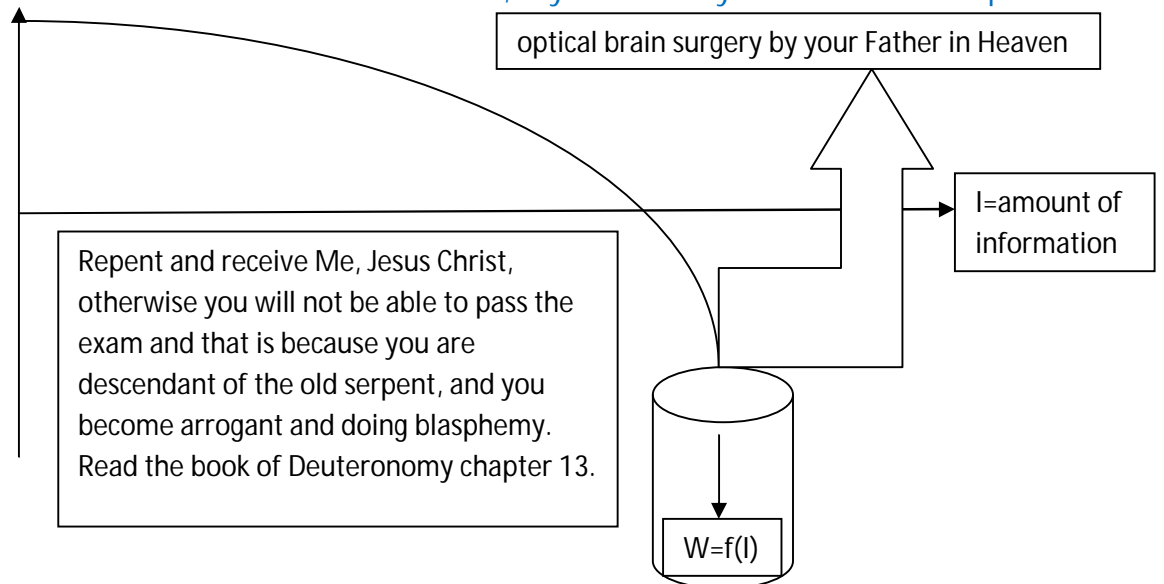 optical brain surgery by your Father in Heaven
I=amount of
information
Repent and receive Me, Jesus Christ,
otherwise you will not be able to pass the
exam and that is because you are
descendant of the old serpent, and you
become arrogant and doing blasphemy.
Read the book of Deuteronomy chapter 13.
W=f(I)